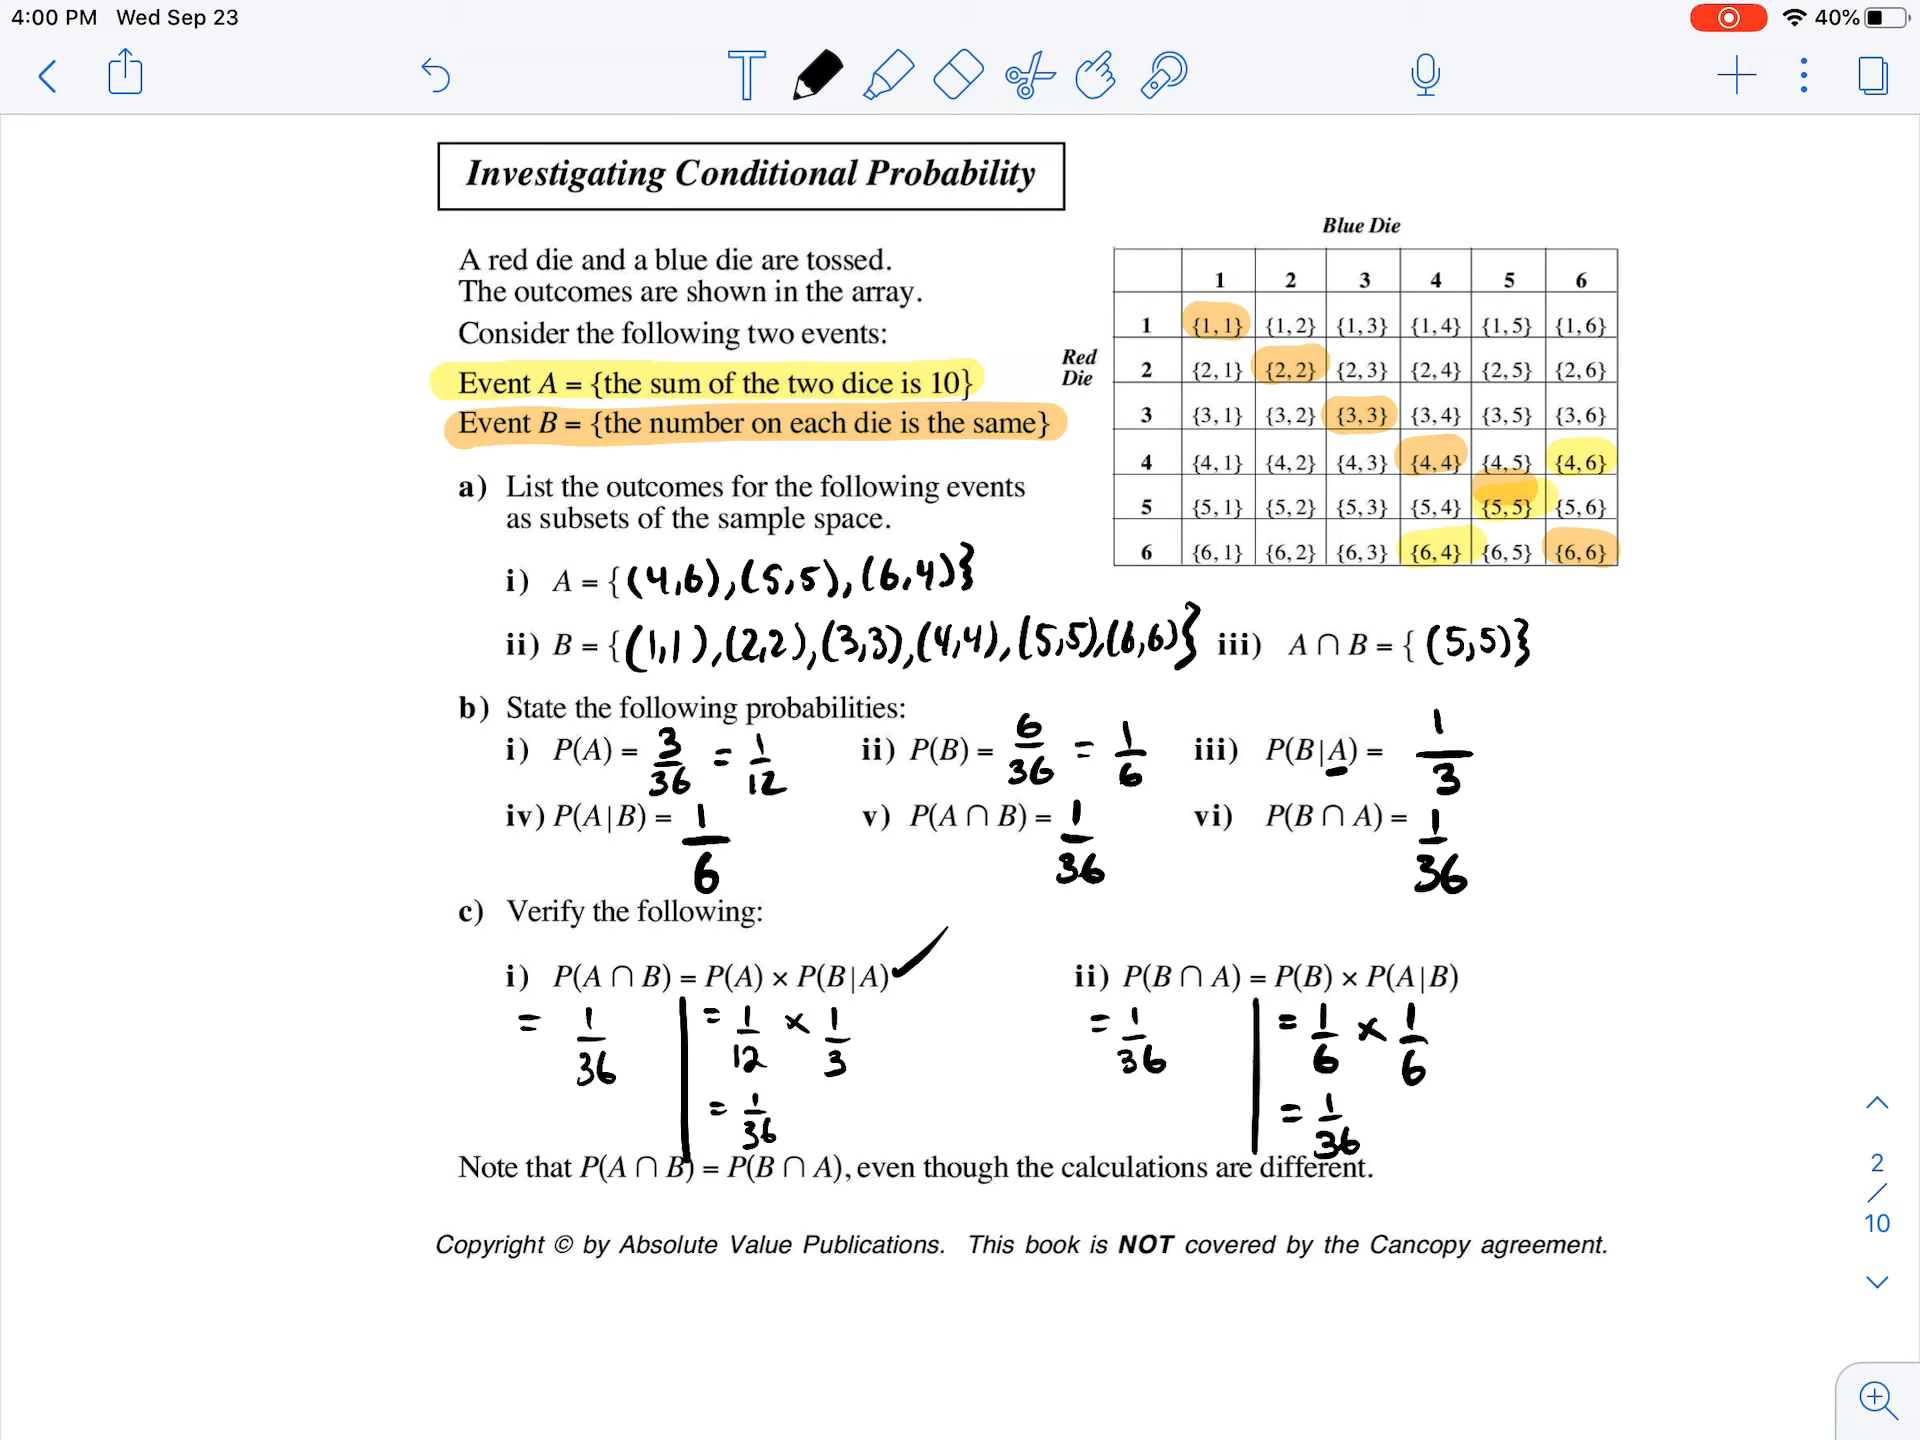 4:00 PM Wed Sep 23
40%
T
Investigating Conditional Probability
A red die and a blue die are tossed.
The outcomes are shown in the array.
Consider the following two events:
Event A = {the sum of the two dice is 10}
Event B = {the number on each die is the same}
Blue Die
1 2 3 4 5 6
Red
Die
1 {1,1} {1,2} {1,3} {1,4} {1,5} {1,6}
2 {2,1} {2,2} {2,3} {2,4} {2,5} {2,6}
3 {3,1} {3,2} {3,3} {3,4} {3,5} {3,6}
4 {4,1} {4,2} {4,3} {4,4} {4,5} {4,6}
5 {5,1} {5,2} {5,3} {5,4} {5,5} {5,6}
6 {6,1} {6,2} {6,3} {6,4} {6,5} {6,6}
a) List the outcomes for the following events
as subsets of the sample space.
i) A = {(4,6),(5,5),(6,4)}
ii) B = {(1,1),(2,2),(3,3),(4,4),(5,5),(6,6)} iii) A ∩ B = { (5,5)}
b) State the following probabilities:
i) P(A) = 3/36 = 1/12 ii) P(B) = 6/36 = 1/6 iii) P(B|A) = 1/3
iv) P(A|B) = 1/6 v) P(A ∩ B) = 1/36 vi) P(B ∩ A) = 1/36
c) Verify the following:
i) P(A ∩ B) = P(A) × P(B|A) ✓ ii) P(B ∩ A) = P(B) × P(A|B)
= 1/36 | = 1/12 × 1/3 = 1/36 | = 1/6 × 1/6
= 1/36 = 1/36
Note that P(A ∩ B) = P(B ∩ A), even though the calculations are different.
Copyright © by Absolute Value Publications. This book is NOT covered by the Cancopy agreement.
2
/
10